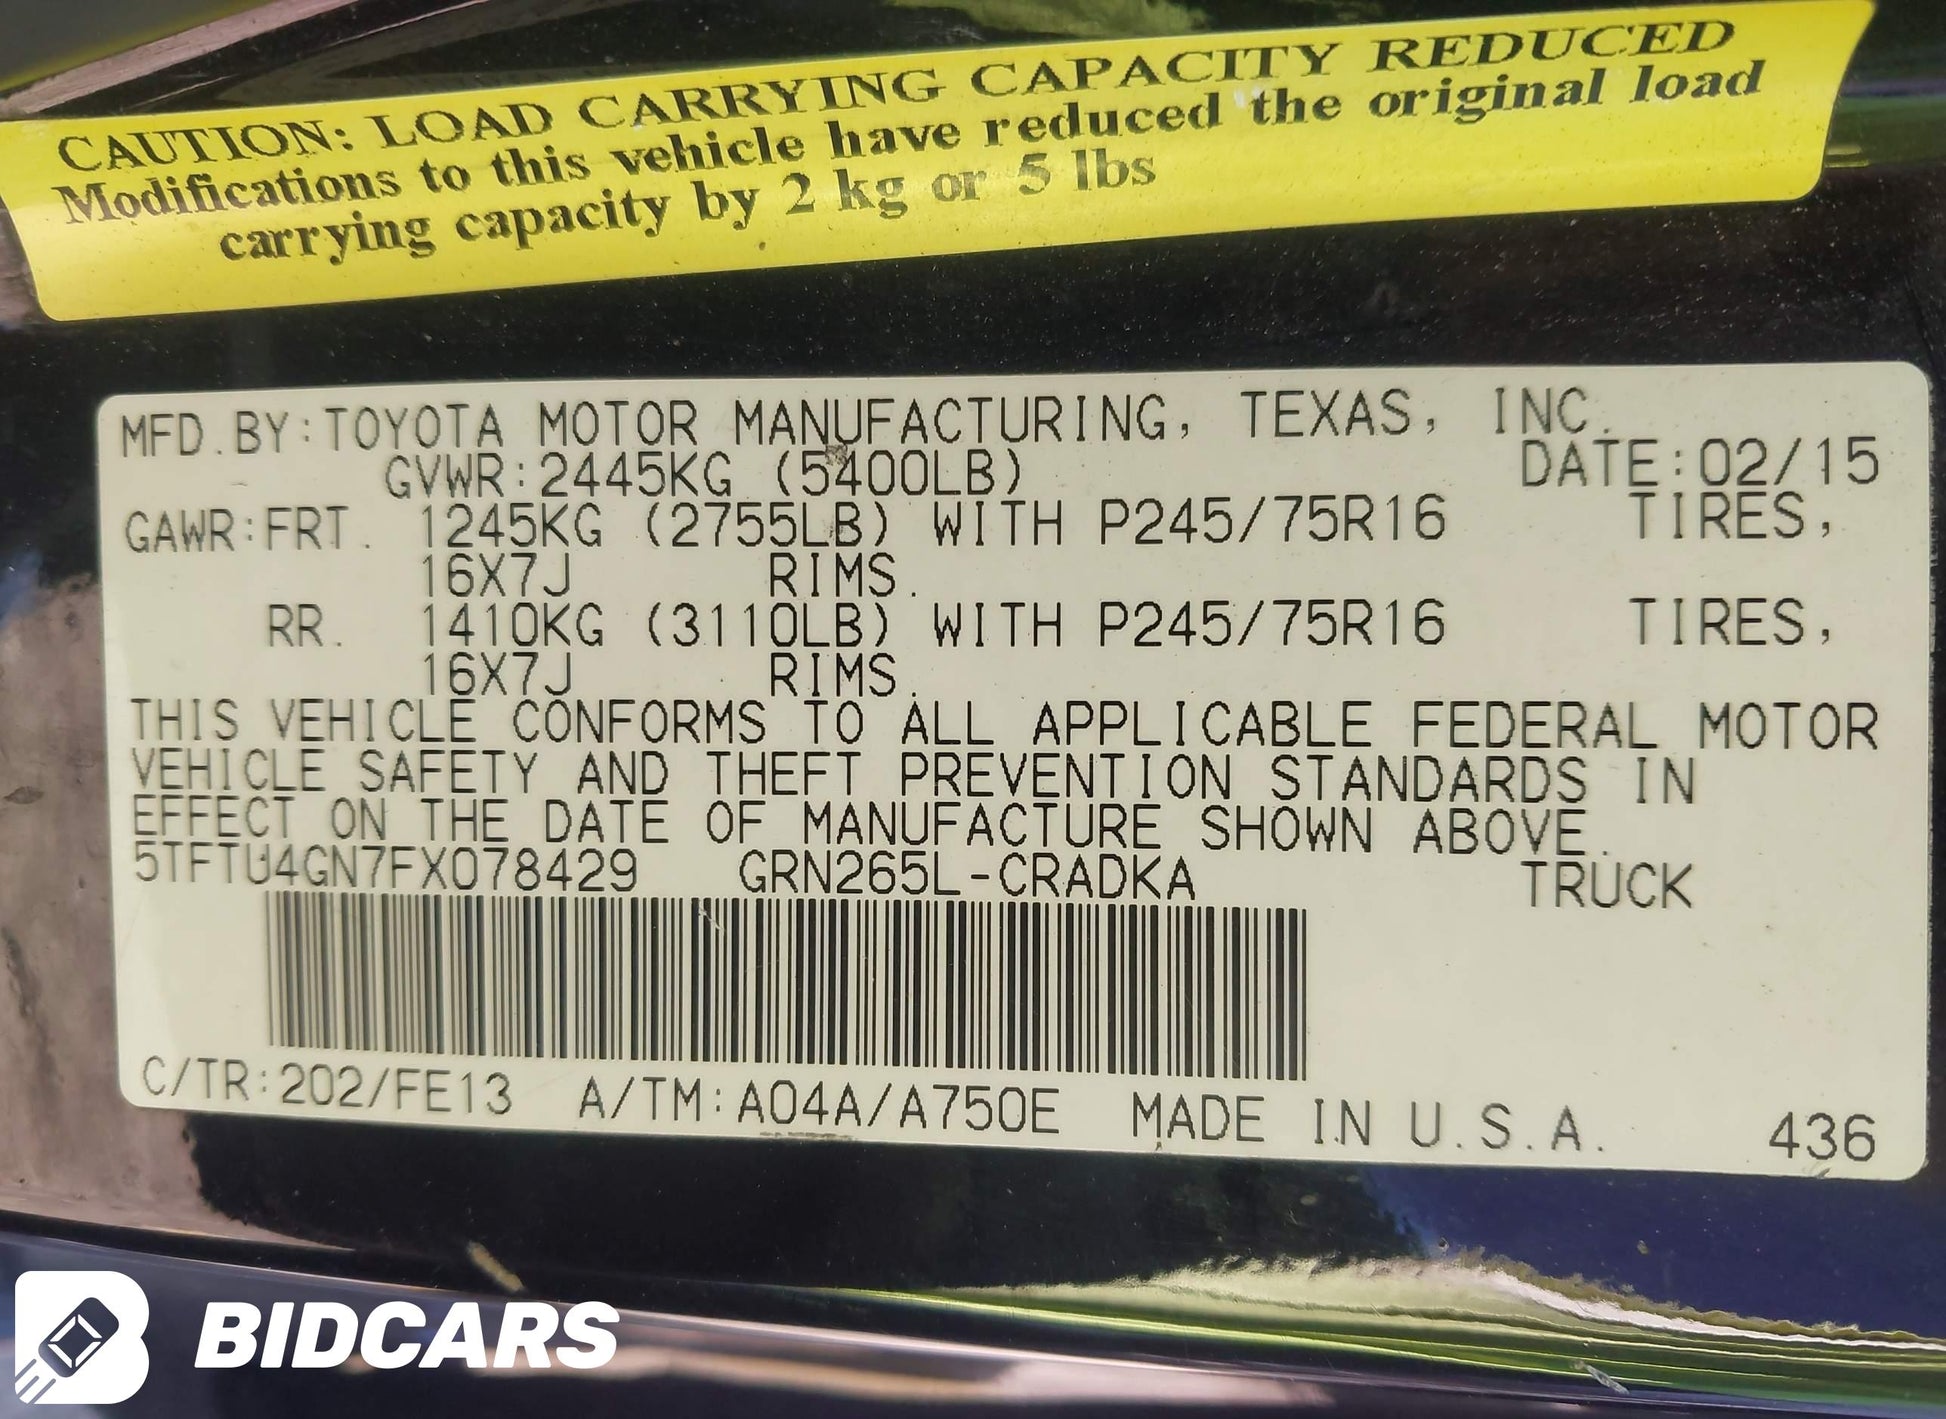 CAUTION: LOAD CARRYING CAPACITY REDUCED
Modifications to this vehicle have reduced the original load
carrying capacity by 2 kg or 5 lbs
MFD.BY:TOYOTA MOTOR MANUFACTURING, TEXAS, INC.
GVWR:2445KG (5400LB) DATE:02/15
GAWR:FRT. 1245KG (2755LB) WITH P245/75R16 TIRES,
16X7J RIMS.
RR. 1410KG (3110LB) WITH P245/75R16 TIRES,
16X7J RIMS.
THIS VEHICLE CONFORMS TO ALL APPLICABLE FEDERAL MOTOR
VEHICLE SAFETY AND THEFT PREVENTION STANDARDS IN
EFFECT ON THE DATE OF MANUFACTURE SHOWN ABOVE.
5TFTU4GN7FX078429 GRN265L-CRADKA TRUCK
C/TR:202/FE13 A/TM:A04A/A750E MADE IN U.S.A. 436
BIDCARS